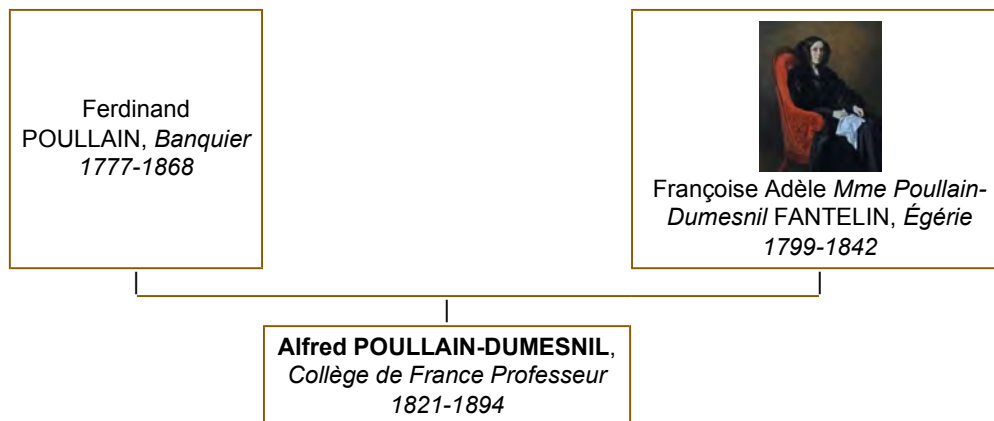 Ferdinand
POULLAIN, Banquier
1777-1868
Françoise Adèle Mme Poullain-
Dumesnil FANTELIN, Égérie
1799-1842
Alfred POULLAIN-DUMESNIL,
Collège de France Professeur
1821-1894